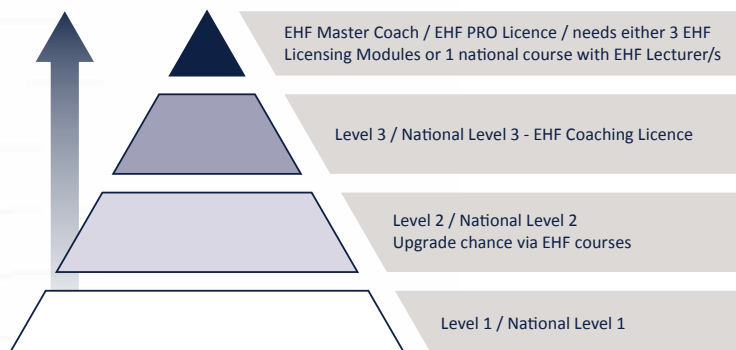 EHF Master Coach / EHF PRO Licence / needs either 3 EHF
Licensing Modules or 1 national course with EHF Lecturer/s
Level 3 / National Level 3 - EHF Coaching Licence
Level 2 / National Level 2
Upgrade chance via EHF courses
Level 1 / National Level 1